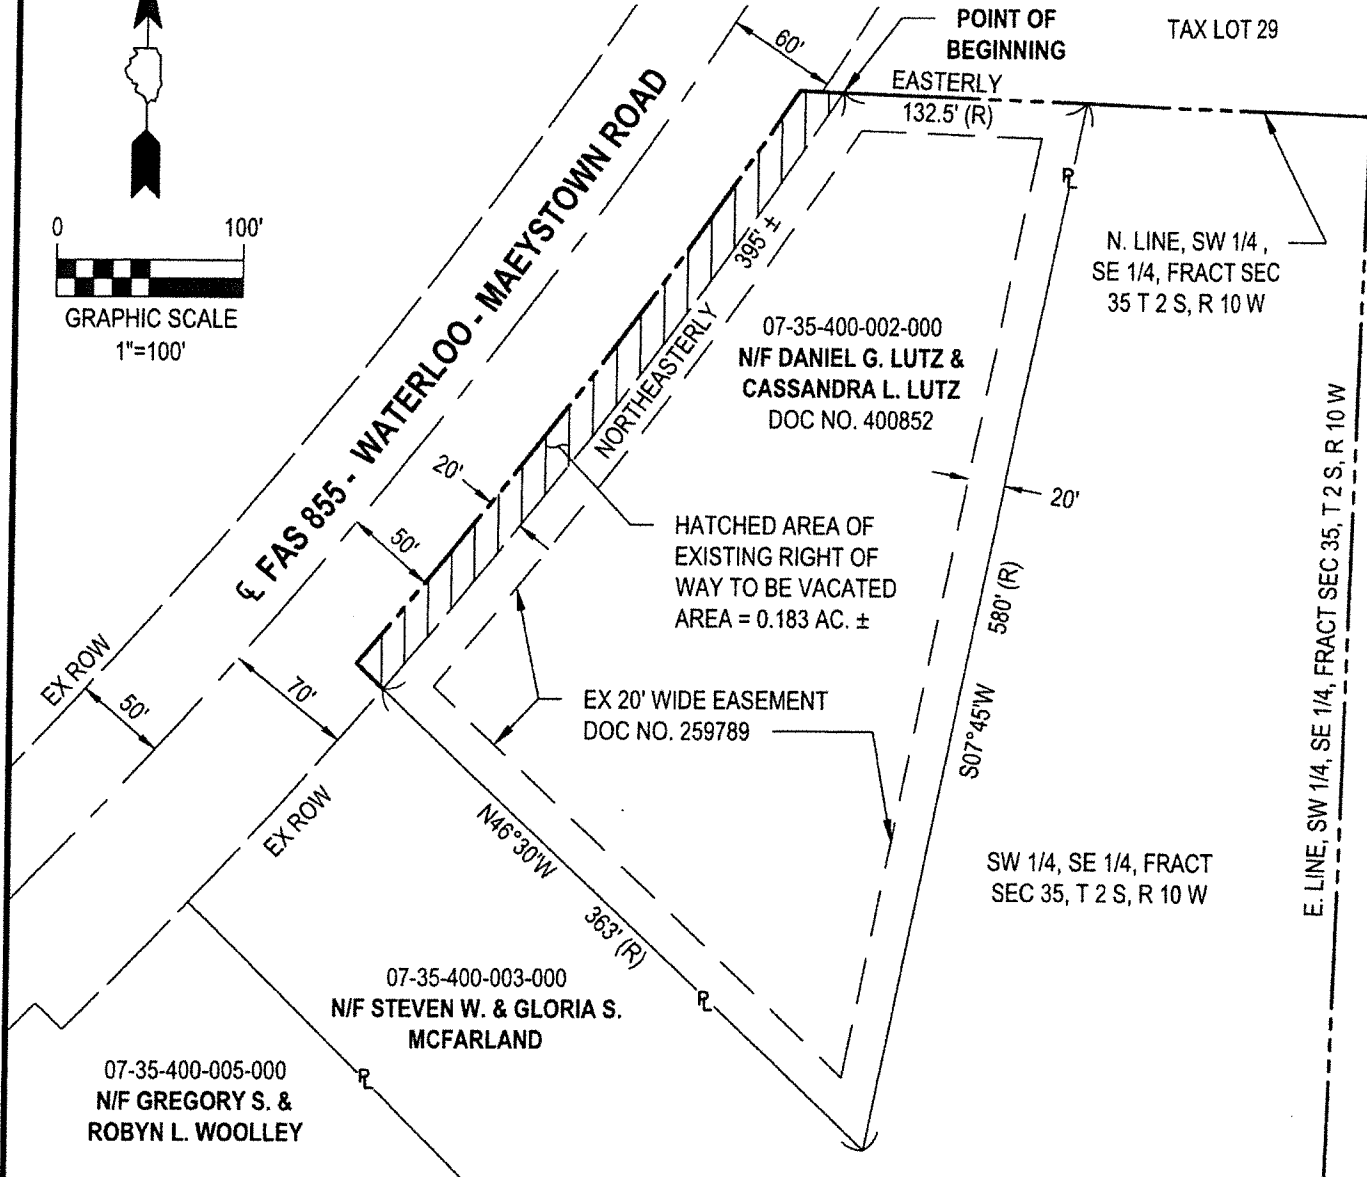 POINT OF
BEGINNING
TAX LOT 29
60'
EASTERLY
132.5' (R)
0 100'
GRAPHIC SCALE
1"=100'
℄ FAS 855 - WATERLOO - MAEYSTOWN ROAD
395' ±
NORTHEASTERLY
℄
N. LINE, SW 1/4 ,
SE 1/4, FRACT SEC
35 T 2 S, R 10 W
07-35-400-002-000
N/F DANIEL G. LUTZ &
CASSANDRA L. LUTZ
DOC NO. 400852
20'
50'
20'
HATCHED AREA OF
EXISTING RIGHT OF
WAY TO BE VACATED
AREA = 0.183 AC. ±
580' (R)
S07°45'W
E. LINE, SW 1/4, SE 1/4, FRACT SEC 35, T 2 S, R 10 W
EX ROW
50'
70'
EX ROW
EX 20' WIDE EASEMENT
DOC NO. 259789
N46°30'W
363' (R)
SW 1/4, SE 1/4, FRACT
SEC 35, T 2 S, R 10 W
07-35-400-003-000
N/F STEVEN W. & GLORIA S.
MCFARLAND
PL
07-35-400-005-000
N/F GREGORY S. &
ROBYN L. WOOLLEY
PL